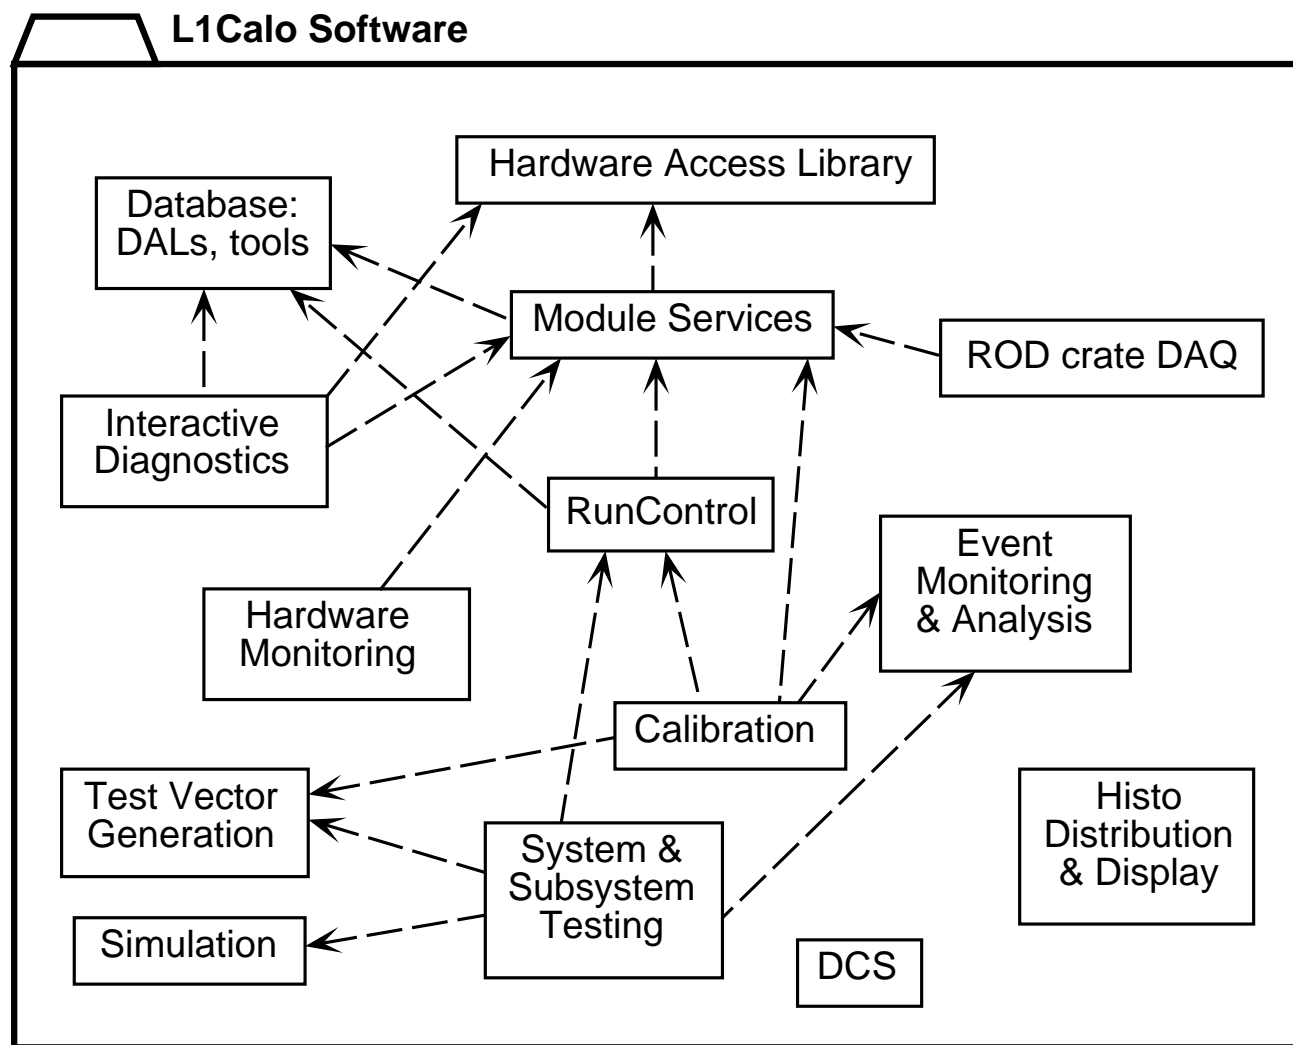 L1Calo Software
Hardware Access Library
Database:
DALs, tools
Module Services
ROD crate DAQ
Interactive
Diagnostics
RunControl
Event
Monitoring
& Analysis
Hardware
Monitoring
Calibration
Test Vector
Generation
Histo
Distribution
& Display
System &
Subsystem
Testing
Simulation
DCS